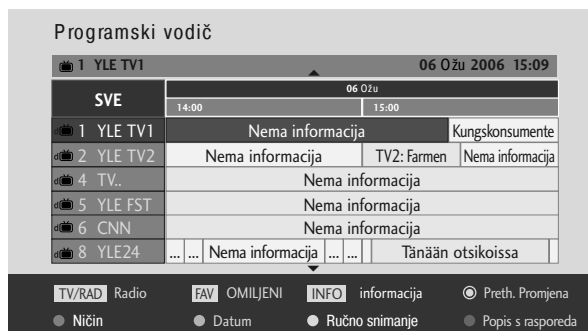 Programski vodič
1 YLE TV1 06 Ožu 2006 15:09
SVE 06 Ožu
14:00 15:00
1 YLE TV1 Nema informacija Kungskonsumente
2 YLE TV2 Nema informacija TV2: Farmen Nema informacija
4 TV.. Nema informacija
5 YLE FST Nema informacija
6 CNN Nema informacija
8 YLE24 ... ... Nema informacija ... ... Tänään otsikoissa
TV/RAD Radio FAV OMILJENI INFO informacija Preth. Promjena
Ničin Datum Ručno snimanje Popis s rasporeda